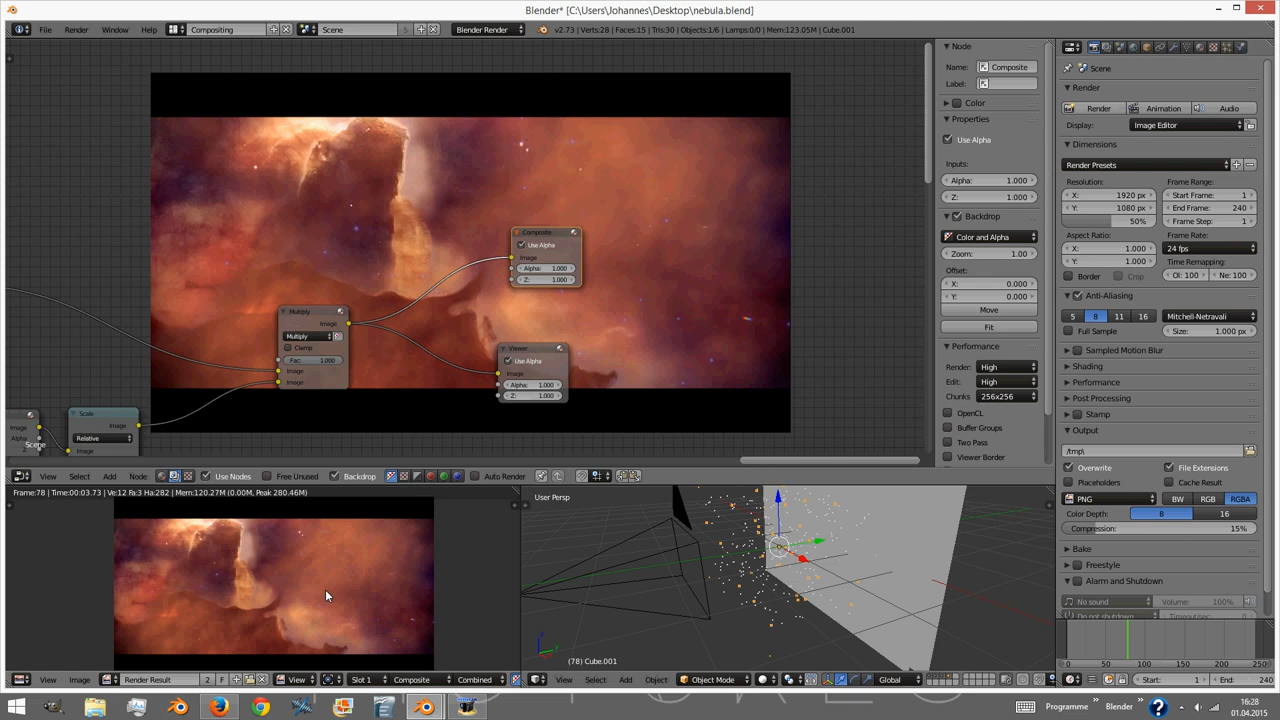 Blender* [C:\Users\Johannes\Desktop\nebula.blend]
File Render Window Help Compositing Scene 5 Blender Render v2.73 | Verts:28 | Faces:15 | Tris:30 | Objects:1/6 | Lamps:0/0 | Mem:123.05M | Cube.001
Node
Name: Composite
Label:
Color
Properties
Use Alpha
Inputs:
Alpha: 1.000
Z: 1.000
Backdrop
Color and Alpha
Zoom: 1.00
Offset:
X: 0.000
Y: 0.000
Move
Fit
Performance
Render: High
Edit: High
Chunks 256x256
OpenCL
Buffer Groups
Two Pass
Viewer Border
Composite
Use Alpha
Image
Alpha: 1.000
Z: 1.000
Multiply
Image
Multiply
Clamp
Fac: 1.000
Image
Image
Viewer
Use Alpha
Image
Alpha: 1.000
Z: 1.000
Image
Alpha
Scene
Scale
Image
Relative
Image
View Select Add Node Use Nodes Free Unused Backdrop Auto Render
Scene
Render
Render Animation Audio
Display: Image Editor
Dimensions
Render Presets
Resolution: Frame Range:
X: 1920 px Start Frame: 1
Y: 1080 px End Frame: 240
50% Frame Step: 1
Aspect Ratio: Frame Rate:
X: 1.000 24 fps
Y: 1.000 Time Remapping:
Border Crop Ol: 100 Ne: 100
Anti-Aliasing
5 8 11 16 Mitchell-Netravali
Full Sample Size: 1.000 px
Sampled Motion Blur
Shading
Performance
Post Processing
Stamp
Output
/tmp\
Overwrite File Extensions
Placeholders Cache Result
PNG BW RGB RGBA
Color Depth: 8 16
Compression: 15%
Bake
Freestyle
Alarm and Shutdown
No sound Volume: 100%
Do not shutdown
0 50 100 150 200 250
Start: 1 End: 240
Frame:78 | Time:00:03.73 | Ve:12 Fa:3 Ha:282 | Mem:120.27M (0.00M, Peak 280.46M)
View Image Render Result 2 F View Slot 1 Composite Combined
User Persp
(78) Cube.001
View Select Add Object Object Mode Global
Programme Blender 16:28
01.04.2015